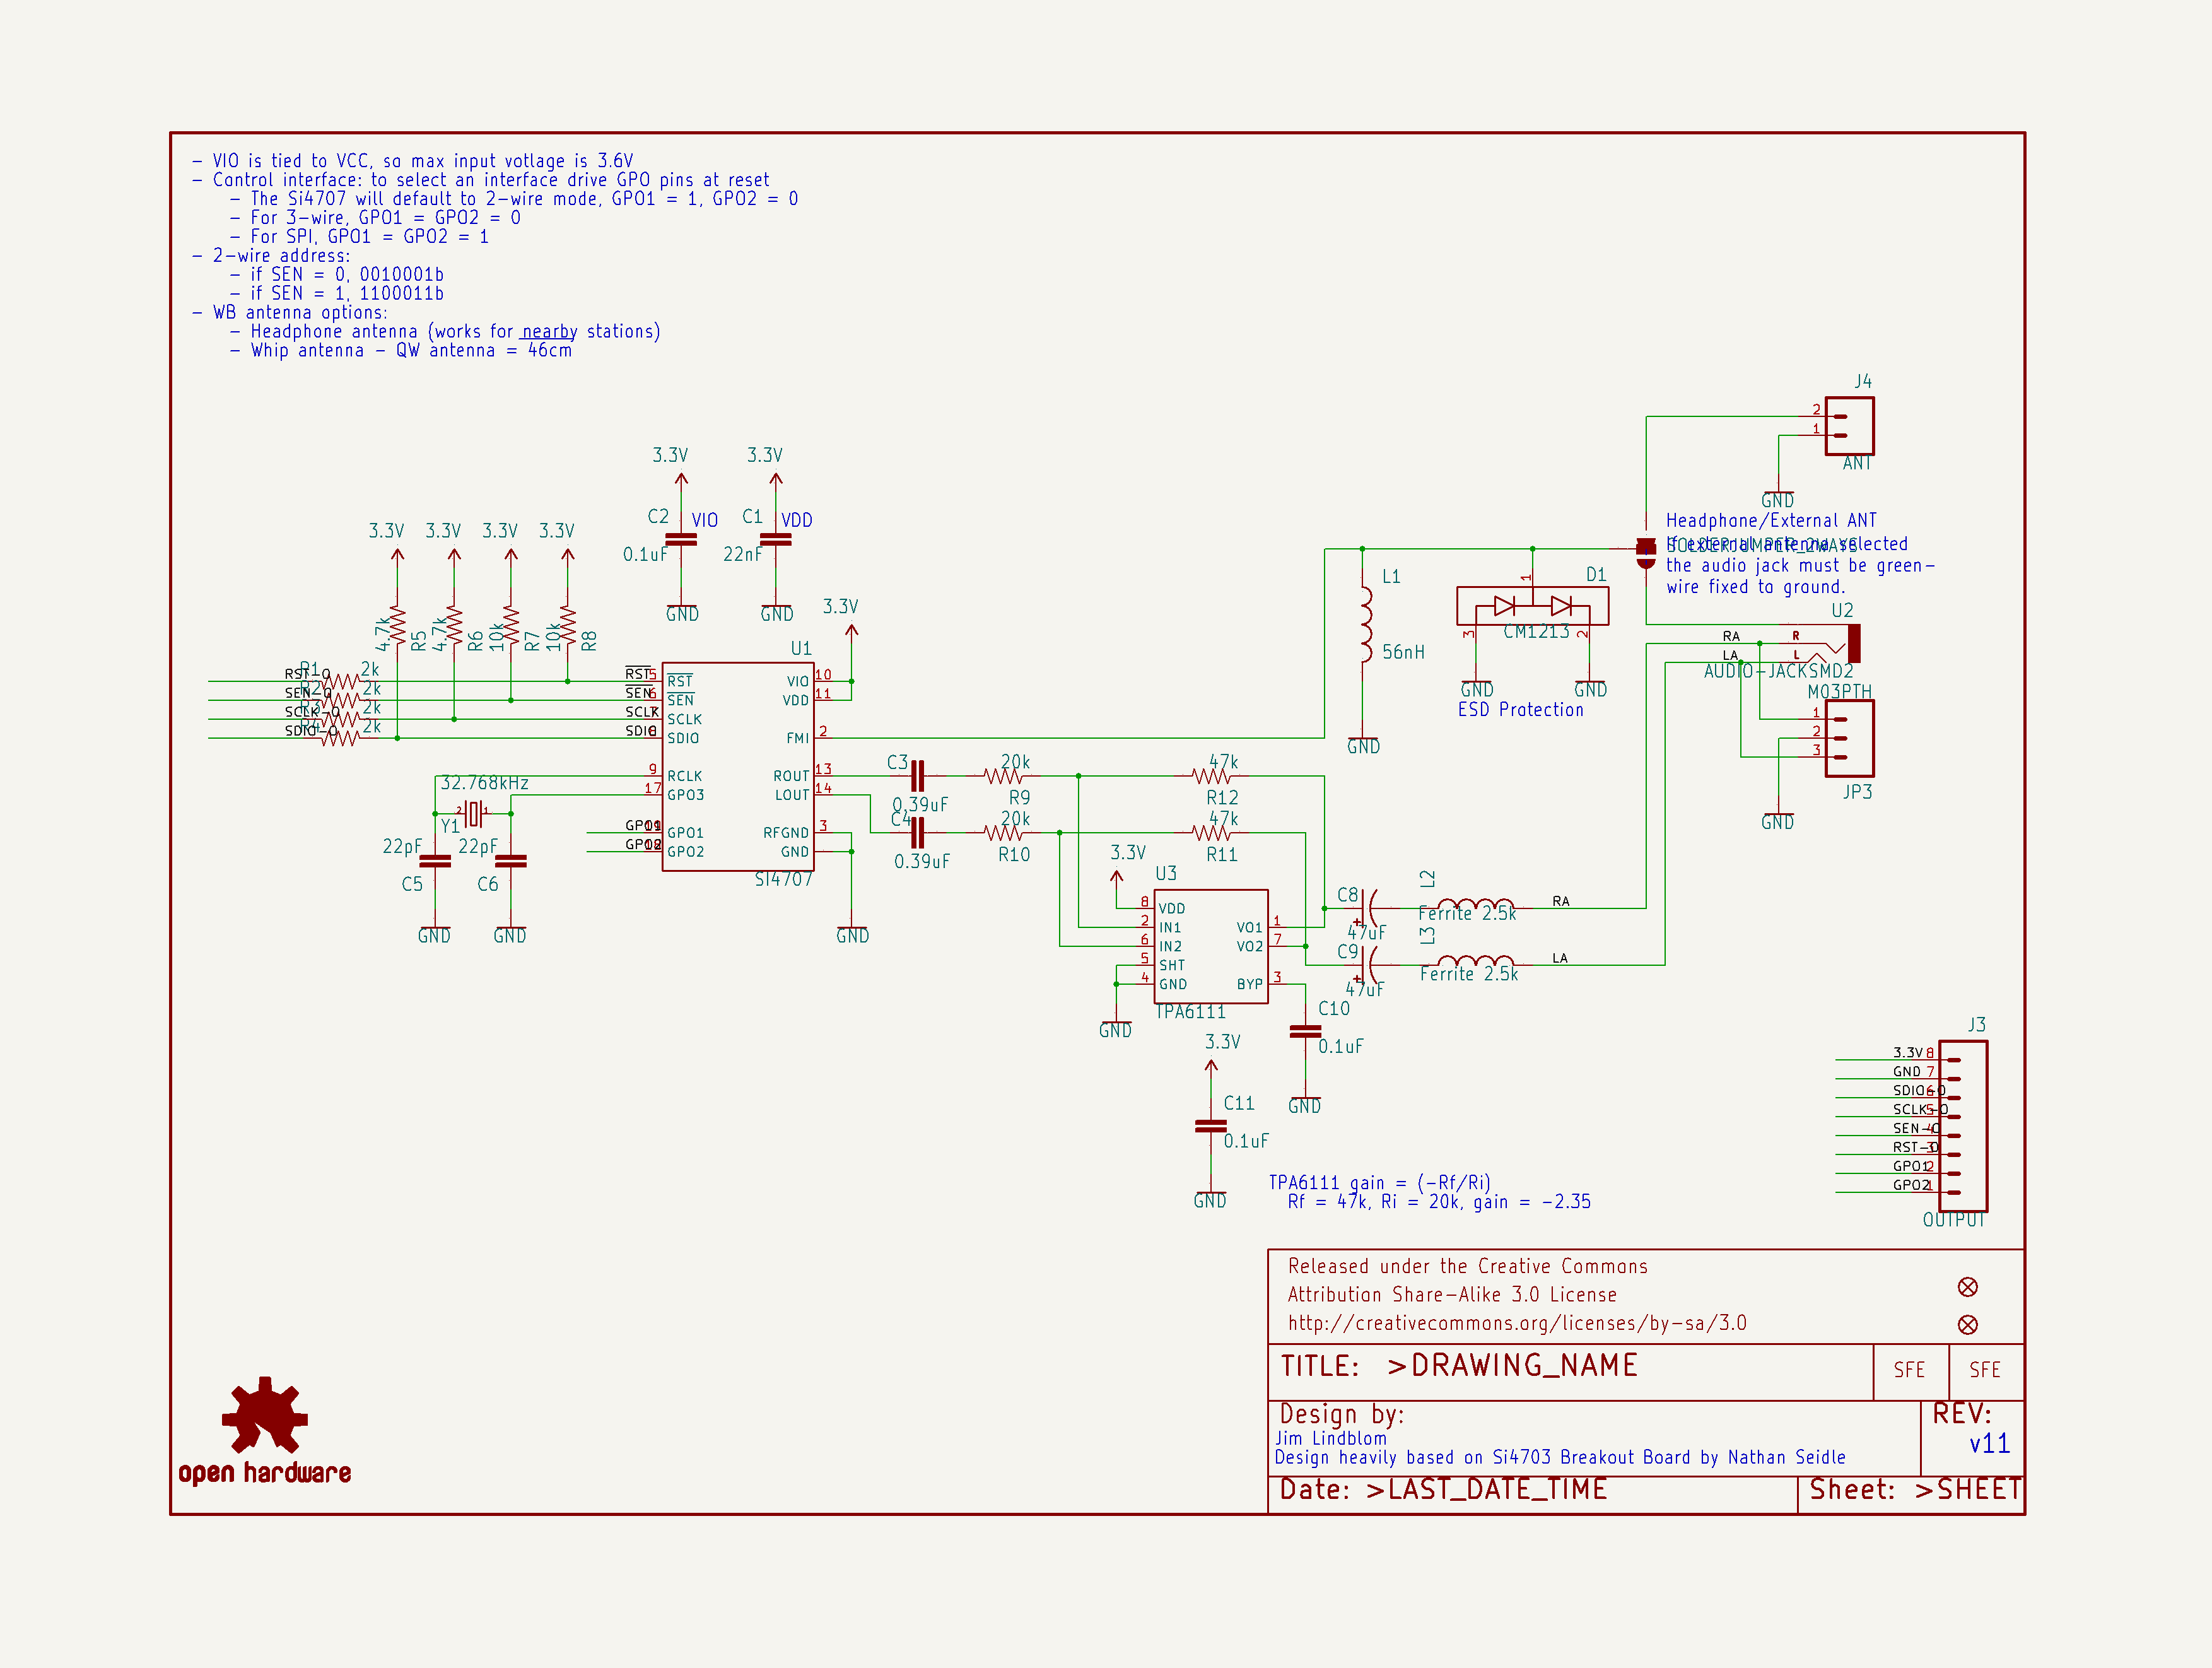 - VIO is tied to VCC, so max input votlage is 3.6V
- Control interface: to select an interface drive GPO pins at reset
- The Si4707 will default to 2-wire mode, GPO1 = 1, GPO2 = 0
- For 3-wire, GPO1 = GPO2 = 0
- For SPI, GPO1 = GPO2 = 1
- 2-wire address:
- if SEN = 0, 0010001b
- if SEN = 1, 1100011b
- WB antenna options:
- Headphone antenna (works for nearby stations)
- Whip antenna - QW antenna = 46cm
J4
2
1
ANT
GND
3.3V 3.3V
C2 VIO C1 VDD
0.1uF 22nF
GND GND
3.3V 3.3V 3.3V 3.3V
4.7k R5 4.7k R6 10k R7 10k R8
Headphone/External ANT
SOLDERJUMPER_2WAYS
If external antenna selected
the audio jack must be green-
wire fixed to ground.
L1
56nH
GND
1
D1
CM1213
3 2
GND GND
ESD Protection
U2
RA R
LA L
AUDIO-JACKSMD2
M03PTH
1
2
3
JP3
GND
3.3V
U1
RST-O R1 2k RST 5 RST VIO 10
SEN-O R2 2k SEN 6 SEN VDD 11
SCLK-O R3 2k SCLK 7 SCLK
SDIO-O R4 2k SDIO 8 SDIO FMI 2
9 RCLK ROUT 13
17 GPO3 LOUT 14
GPO1 19 GPO1 RFGND 3
GPO2 18 GPO2 GND 4
SI4707
GND
32.768kHz
2 1
Y1
22pF 22pF
C5 C6
GND GND
C3 20k 47k
0.39uF R9 R12
C4 20k 47k
0.39uF R10 R11
3.3V
U3
8 VDD
2 IN1 VO1 1
6 IN2 VO2 7
5 SHT
4 GND BYP 3
TPA6111
GND
C8 L2
+ 47uF Ferrite 2.5k RA
C9 L3
+ 47uF Ferrite 2.5k LA
C10
0.1uF
GND
3.3V
C11
0.1uF
GND
J3
3.3V 8
GND 7
SDIO-O 6
SCLK-O 5
SEN-O 4
RST-O 3
GPO1 2
GPO2 1
OUTPUT
TPA6111 gain = (-Rf/Ri)
Rf = 47k, Ri = 20k, gain = -2.35
Released under the Creative Commons
Attribution Share-Alike 3.0 License
http://creativecommons.org/licenses/by-sa/3.0
TITLE: >DRAWING_NAME
SFE SFE
Design by:
Jim Lindblom
Design heavily based on Si4703 Breakout Board by Nathan Seidle
REV:
v11
Date: >LAST_DATE_TIME
Sheet: >SHEET
open hardware